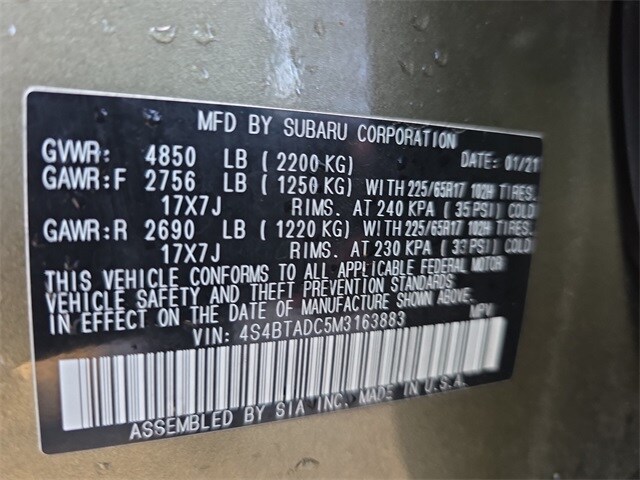 MFD BY SUBARU CORPORATION
GVWR: 4850 LB ( 2200 KG) DATE: 01/21
GAWR:F 2756 LB ( 1250 KG) WITH 225/65R17 102H TIRES.
17X7J RIMS. AT 240 KPA ( 35 PSI) COLD
GAWR:R 2690 LB ( 1220 KG) WITH 225/65R17 102H TIRES.
17X7J RIMS. AT 230 KPA ( 33 PSI) COLD
THIS VEHICLE CONFORMS TO ALL APPLICABLE FEDERAL MOTOR
VEHICLE SAFETY AND THEFT PREVENTION STANDARDS
IN EFFECT ON THE DATE OF MANUFACTURE SHOWN ABOVE.
VIN: 4S4BTADC5M3163883 MPV
ASSEMBLED BY SIA INC. MADE IN U.S.A.